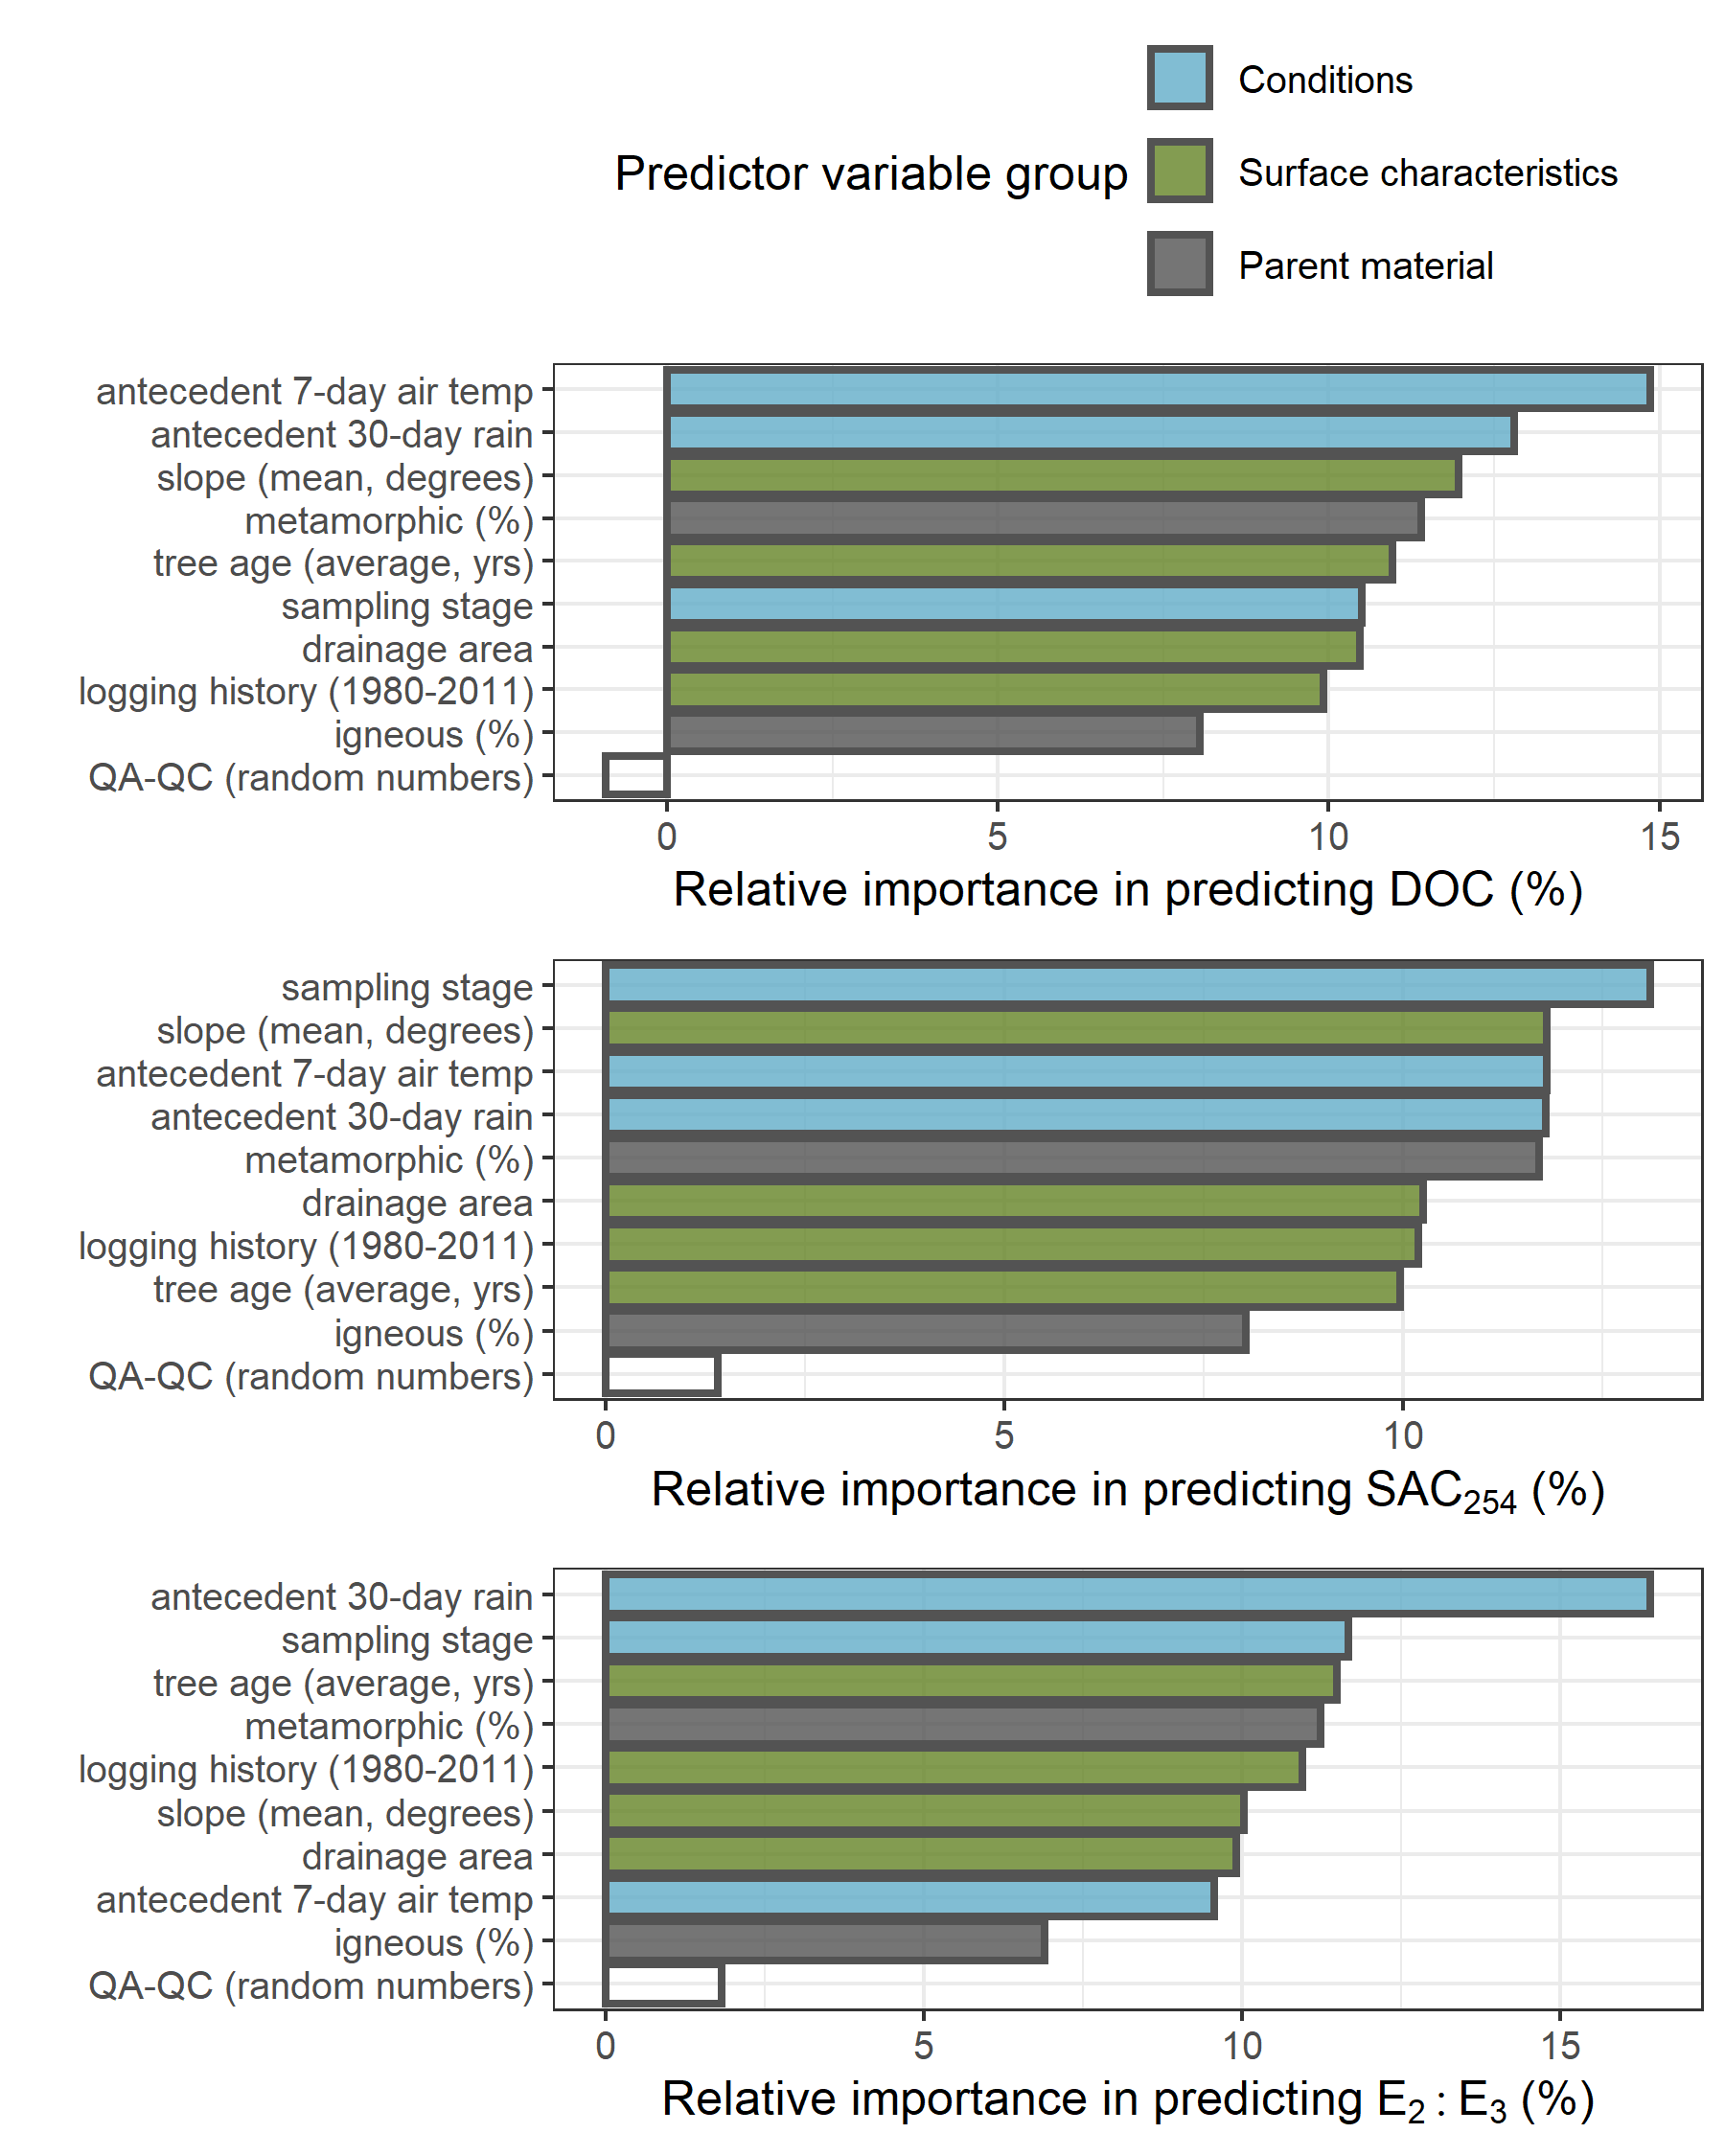 Predictor variable group
Conditions
Surface characteristics
Parent material
antecedent 7-day air temp
antecedent 30-day rain
slope (mean, degrees)
metamorphic (%)
tree age (average, yrs)
sampling stage
drainage area
logging history (1980-2011)
igneous (%)
QA-QC (random numbers)
0 5 10 15
Relative importance in predicting DOC (%)
sampling stage
slope (mean, degrees)
antecedent 7-day air temp
antecedent 30-day rain
metamorphic (%)
drainage area
logging history (1980-2011)
tree age (average, yrs)
igneous (%)
QA-QC (random numbers)
0 5 10
Relative importance in predicting SAC₂₅₄ (%)
antecedent 30-day rain
sampling stage
tree age (average, yrs)
metamorphic (%)
logging history (1980-2011)
slope (mean, degrees)
drainage area
antecedent 7-day air temp
igneous (%)
QA-QC (random numbers)
0 5 10 15
Relative importance in predicting E₂ : E₃ (%)